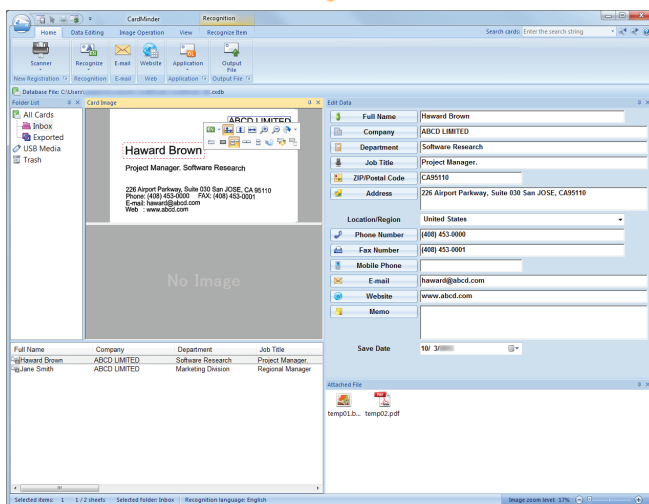 CardMinder
Recognition
Home Data Editing Image Operation View Recognize Item
Search cards: Enter the search string
Scanner
Recognize
E-mail
Website
Application
Output File
New Registration
Recognition
E-mail
Web
Application
Output File
Database File: C:\Users\
.cxdb
Folder List
All Cards
Inbox
Exported
USB Media
Trash
Card Image
ABCD LIMITED
Haward Brown
Project Manager. Software Research
226 Airport Parkway, Suite 030 San JOSE, CA 95110
Phone: (408) 453-0000 FAX: (408) 453-0001
E-mail: haward@abcd.com
Web : www.abcd.com
No Image
Full Name Company Department Job Title
Haward Brown ABCD LIMITED Software Research Project Manager.
Jane Smith ABCD LIMITED Marketing Division Regional Manager
Edit Data
Full Name Haward Brown
Company ABCD LIMITED
Department Software Research
Job Title Project Manager.
ZIP/Postal Code CA95110
Address 226 Airport Parkway, Suite 030 San JOSE, CA95110
Location/Region United States
Phone Number (408) 453-0000
Fax Number (408) 453-0001
Mobile Phone
E-mail haward@abcd.com
Website www.abcd.com
Memo
Save Date 10/ 3/
Attached File
temp01.b... temp02.pdf
Selected items: 1 1 / 2 sheets Selected folder: Inbox Recognition language: English
Image zoom level: 17%